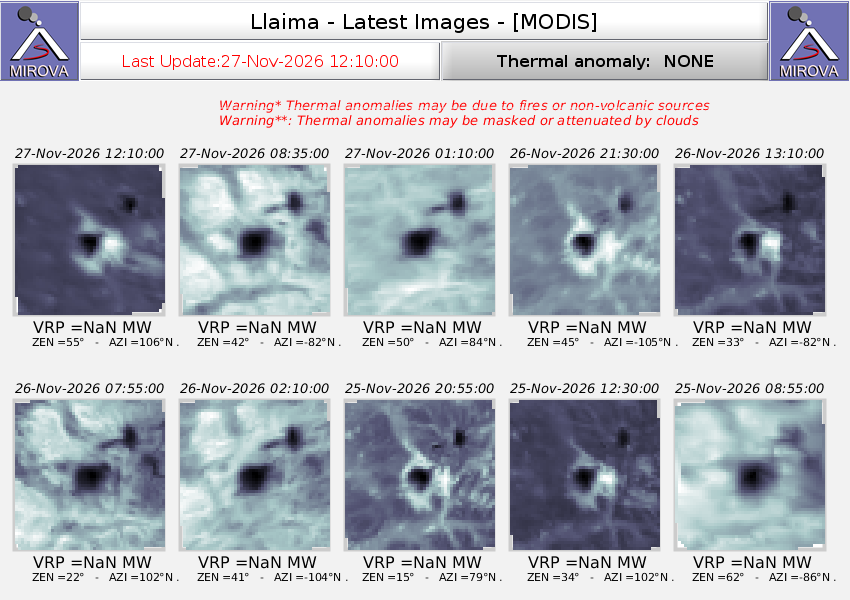 Llaima - Latest Images - [MODIS]
MIROVA
Last Update:27-Nov-2026 12:10:00
Thermal anomaly: NONE
MIROVA
Warning* Thermal anomalies may be due to fires or non-volcanic sources
Warning**: Thermal anomalies may be masked or attenuated by clouds
27-Nov-2026 12:10:00 27-Nov-2026 08:35:00 27-Nov-2026 01:10:00 26-Nov-2026 21:30:00 26-Nov-2026 13:10:00
VRP =NaN MW VRP =NaN MW VRP =NaN MW VRP =NaN MW VRP =NaN MW
ZEN =55° - AZI =106°N . ZEN =42° - AZI =-82°N . ZEN =50° - AZI =84°N . ZEN =45° - AZI =-105°N . ZEN =33° - AZI =-82°N .
26-Nov-2026 07:55:00 26-Nov-2026 02:10:00 25-Nov-2026 20:55:00 25-Nov-2026 12:30:00 25-Nov-2026 08:55:00
VRP =NaN MW VRP =NaN MW VRP =NaN MW VRP =NaN MW VRP =NaN MW
ZEN =22° - AZI =102°N . ZEN =41° - AZI =-104°N . ZEN =15° - AZI =79°N . ZEN =34° - AZI =102°N . ZEN =62° - AZI =-86°N .